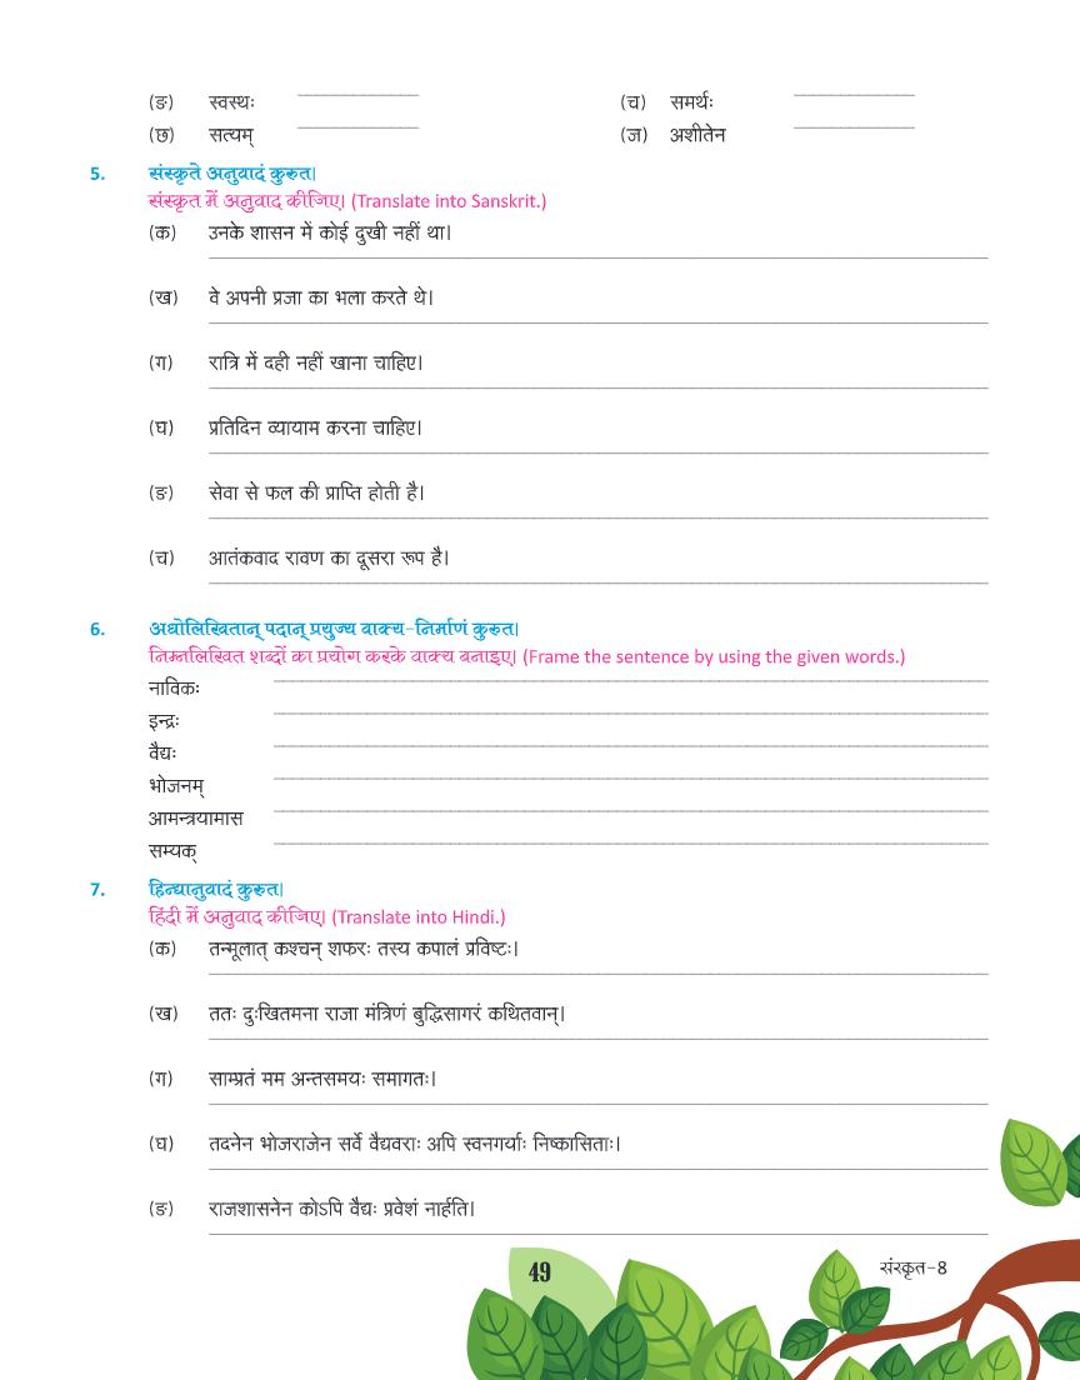 (ङ) स्वस्थः (च) समर्थः
(छ) सत्यम् (ज) अशीतेन
5. संस्कृते अनुवादं कुरुत।
संस्कृत में अनुवाद कीजिए। (Translate into Sanskrit.)
(क) उनके शासन में कोई दुखी नहीं था।
(ख) वे अपनी प्रजा का भला करते थे।
(ग) रात्रि में दही नहीं खाना चाहिए।
(घ) प्रतिदिन व्यायाम करना चाहिए।
(ङ) सेवा से फल की प्राप्ति होती है।
(च) आतंकवाद रावण का दूसरा रूप है।
6. अधोलिखितान् पदान् प्रयुज्य वाक्य-निर्माणं कुरुत।
निम्नलिखित शब्दों का प्रयोग करके वाक्य बनाइए। (Frame the sentence by using the given words.)
नाविकः
इन्द्रः
वैद्यः
भोजनम्
आमन्त्रयामास
सम्यक्
7. हिन्द्यानुवादं कुरुत।
हिंदी में अनुवाद कीजिए। (Translate into Hindi.)
(क) तन्मूलात् कश्चन् शफरः तस्य कपालं प्रविष्टः।
(ख) ततः दुःखितमना राजा मंत्रिणं बुद्धिसागरं कथितवान्।
(ग) साम्प्रतं मम अन्तसमयः समागतः।
(घ) तदनेन भोजराजेन सर्वे वैद्यवराः अपि स्वनगर्याः निष्कासिताः।
(ङ) राजशासनेन कोऽपि वैद्यः प्रवेशं नार्हति।
49 संस्कृत-8